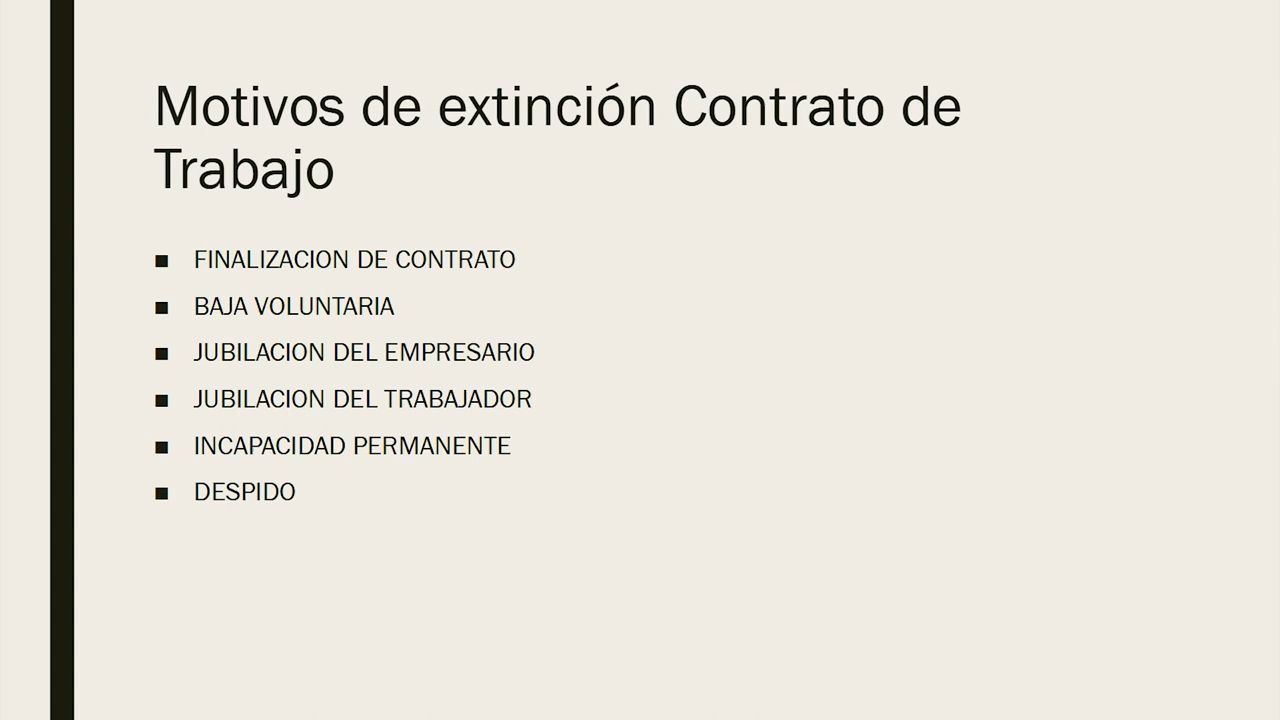 Motivos de extinción Contrato de
Trabajo
■ FINALIZACION DE CONTRATO
■ BAJA VOLUNTARIA
■ JUBILACION DEL EMPRESARIO
■ JUBILACION DEL TRABAJADOR
■ INCAPACIDAD PERMANENTE
■ DESPIDO